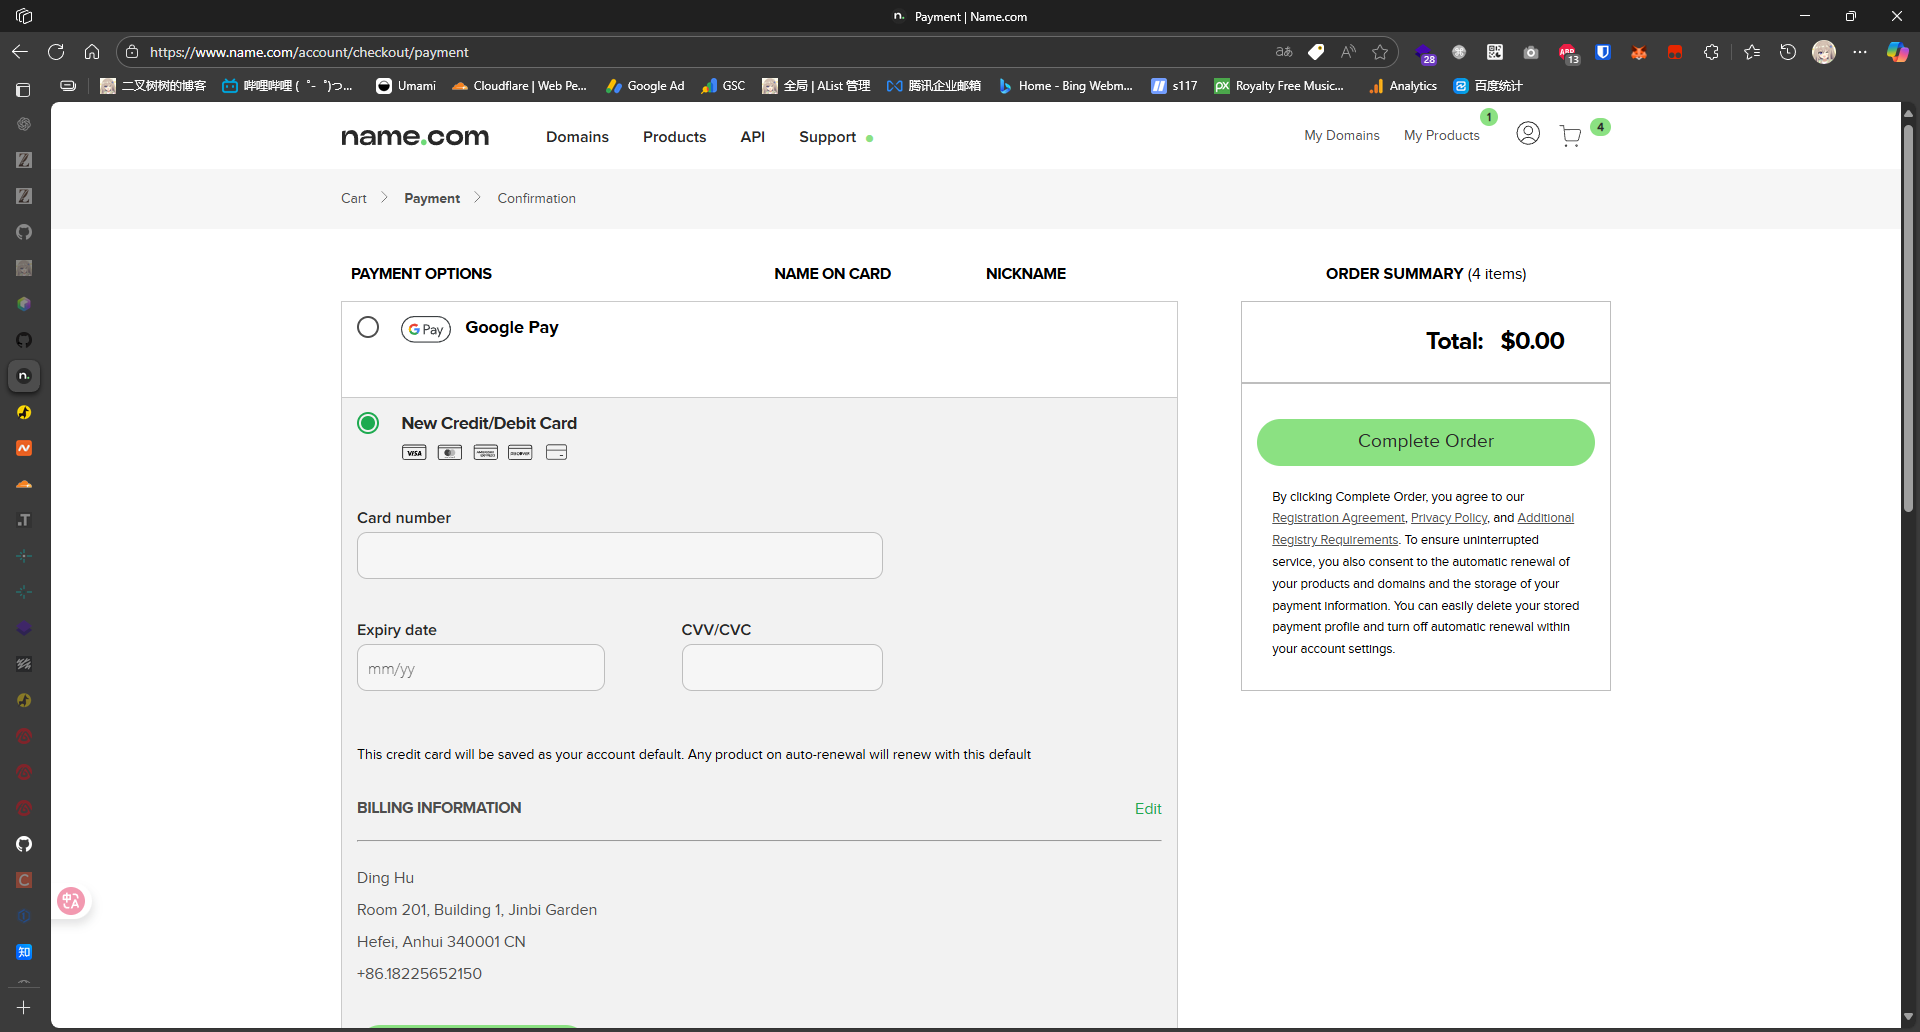 Payment | Name.com
https://www.name.com/account/checkout/payment
二叉树树的博客
Umami
Cloudflare | Web Pe...
Google Ad
GSC
全局 | AList 管理
腾讯企业邮箱
Home - Bing Webm...
s117
Royalty Free Music...
Analytics
百度统计
28
13
name.com
Domains
Products
API
Support
My Domains
My Products
1
4
Cart
Payment
Confirmation
PAYMENT OPTIONS
NAME ON CARD
NICKNAME
ORDER SUMMARY (4 items)
G Pay
Google Pay
Total: $0.00
New Credit/Debit Card
VISA
Complete Order
By clicking Complete Order, you agree to our
Registration Agreement, Privacy Policy, and Additional
Registry Requirements. To ensure uninterrupted
service, you also consent to the automatic renewal of
your products and domains and the storage of your
payment information. You can easily delete your stored
payment profile and turn off automatic renewal within
your account settings.
Card number
Expiry date
CVV/CVC
mm/yy
This credit card will be saved as your account default. Any product on auto-renewal will renew with this default
BILLING INFORMATION
Edit
Ding Hu
Room 201, Building 1, Jinbi Garden
Hefei, Anhui 340001 CN
+86.18225652150
知